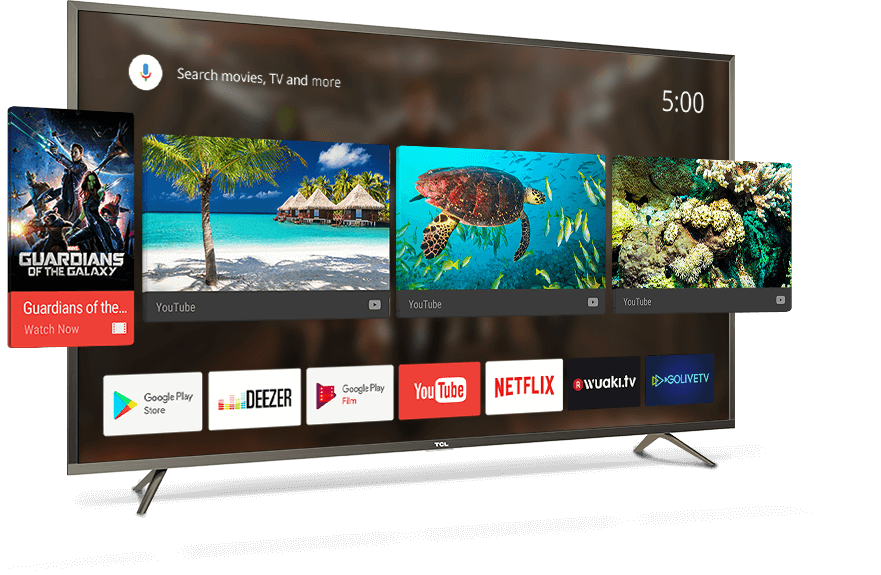 Search movies, TV and more
5:00
MARVEL
GUARDIANS
OF THE GALAXY
Guardians of the...
Watch Now
YouTube
YouTube
YouTube
Google Play
Store
DEEZER
Google Play
Film
YouTube
NETFLIX
R wuaki.tv
GOLIVETV
TCL